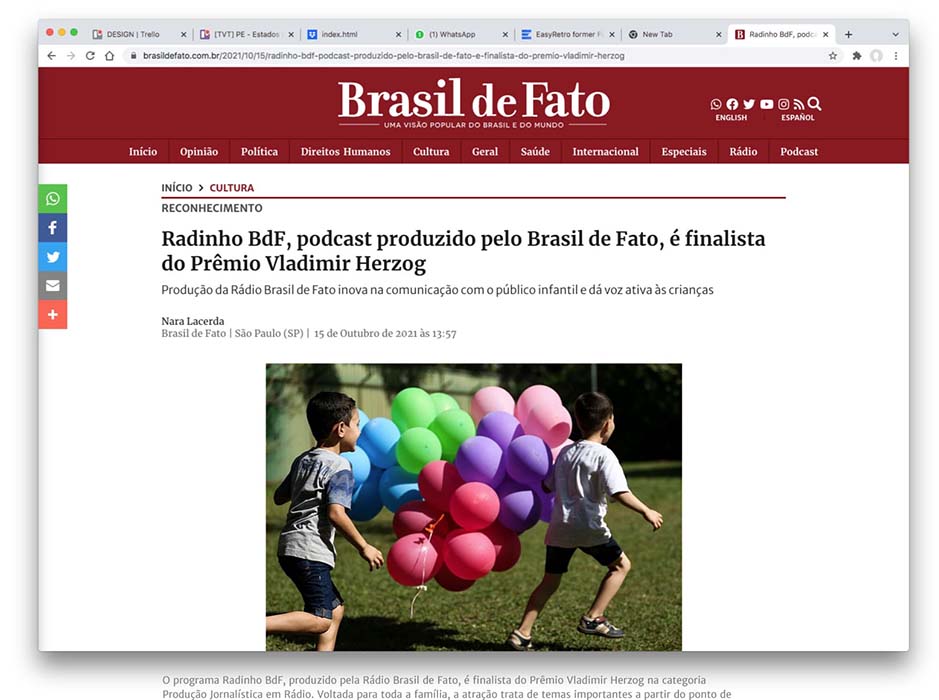 DESIGN | Trello
[TVT] PE - Estados
index.html
(1) WhatsApp
EasyRetro former F
New Tab
Radinho BdF, podc
brasildefato.com.br/2021/10/15/radinho-bdf-podcast-produzido-pelo-brasil-de-fato-e-finalista-do-premio-vladimir-herzog
Brasil de Fato
UMA VISÃO POPULAR DO BRASIL E DO MUNDO
ENGLISH ESPAÑOL
Início Opinião Política Direitos Humanos Cultura Geral Saúde Internacional Especiais Rádio Podcast
INÍCIO > CULTURA
RECONHECIMENTO
Radinho BdF, podcast produzido pelo Brasil de Fato, é finalista
do Prêmio Vladimir Herzog
Produção da Rádio Brasil de Fato inova na comunicação com o público infantil e dá voz ativa às crianças
Nara Lacerda
Brasil de Fato | São Paulo (SP) | 15 de Outubro de 2021 às 13:57
O programa Radinho BdF, produzido pela Rádio Brasil de Fato, é finalista do Prêmio Vladimir Herzog na categoria
Produção Jornalística em Rádio. Voltada para toda a família, a atração trata de temas importantes a partir do ponto de